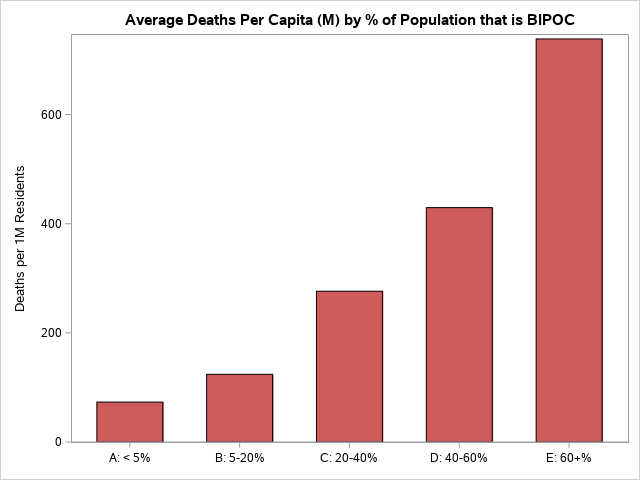 Average Deaths Per Capita (M) by % of Population that is BIPOC
Deaths per 1M Residents
600
400
200
0
A: < 5%
B: 5-20%
C: 20-40%
D: 40-60%
E: 60+%